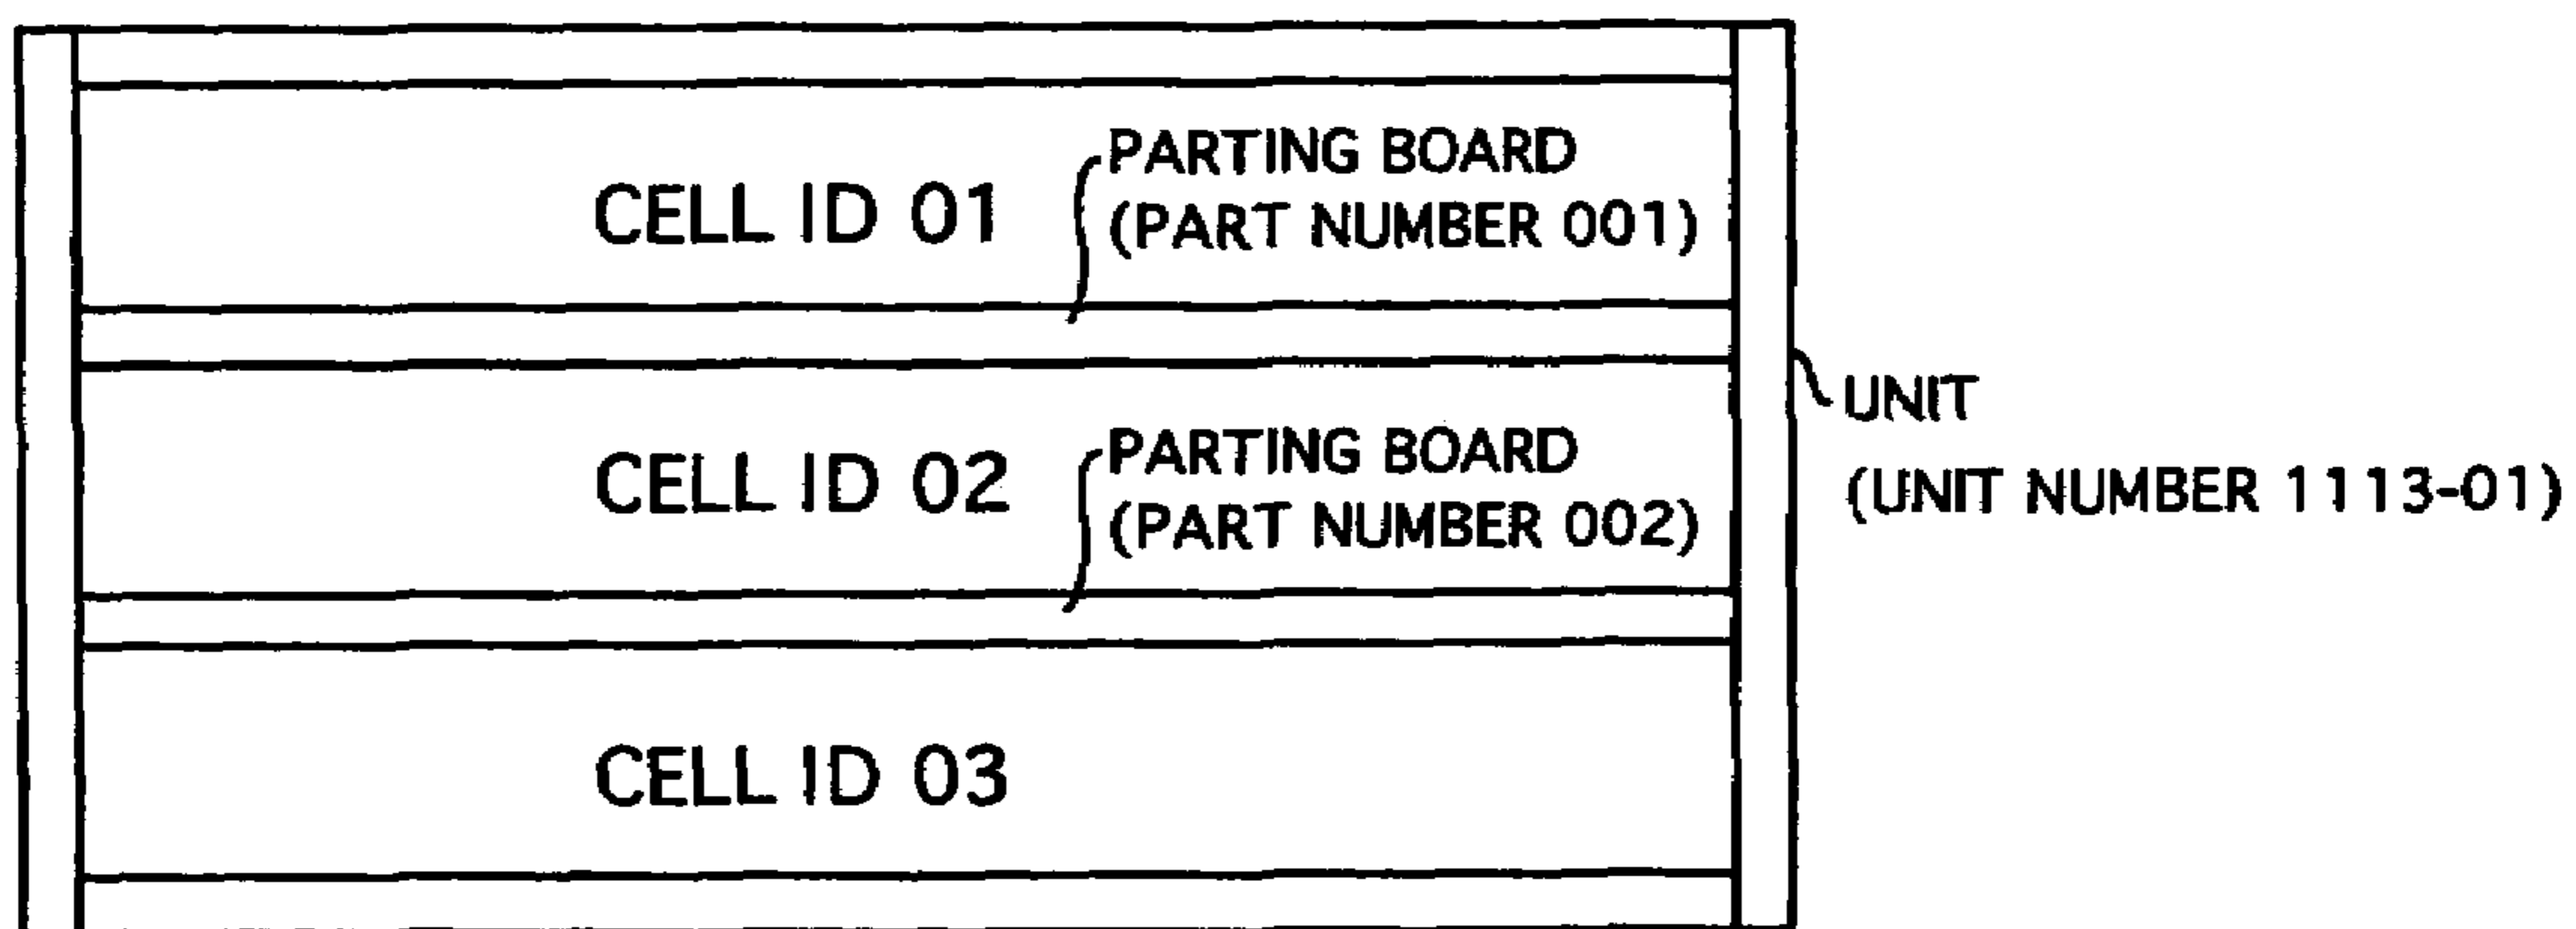 PARTING BOARD
(PART NUMBER 001)
CELL ID 01
UNIT
(UNIT NUMBER 1113-01)
PARTING BOARD
(PART NUMBER 002)
CELL ID 02
CELL ID 03